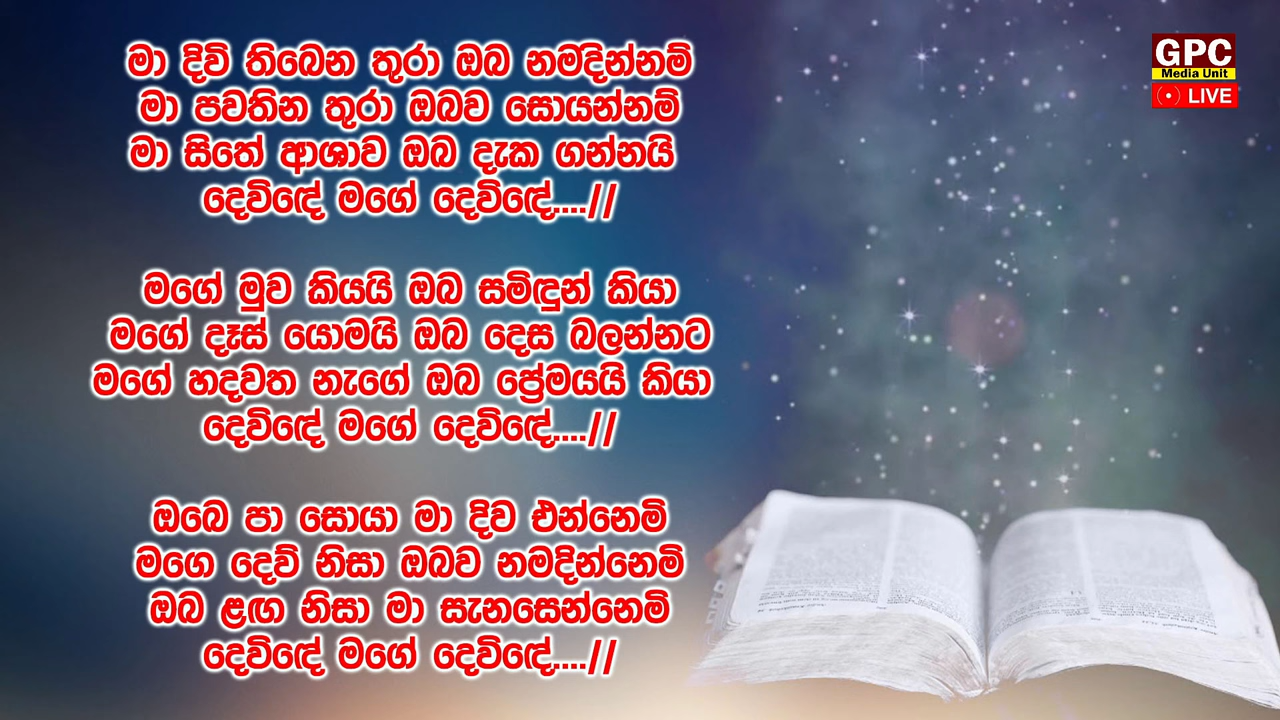 මා දිවි තිබෙන තුරා ඔබ නමදින්නම්
මා පවතින තුරා ඔබව සොයන්නම්
මා සිතේ ආශාව ඔබ දැක ගන්නයි
දෙවිඳේ මගේ දෙවිඳේ....//
මගේ මුව කියයි ඔබ සමිඳුන් කියා
මගේ දෑස් යොමයි ඔබ දෙස බලන්නට
මගේ හදවත නැගේ ඔබ ප්‍රේමයයි කියා
දෙවිඳේ මගේ දෙවිඳේ....//
ඔබෙ පා සොයා මා දිව එන්නෙමි
මගෙ දෙව් නිසා ඔබව නමදින්නෙමි
ඔබ ළඟ නිසා මා සැනසෙන්නෙමි
දෙවිඳේ මගේ දෙවිඳේ....//
GPC
Media Unit
LIVE